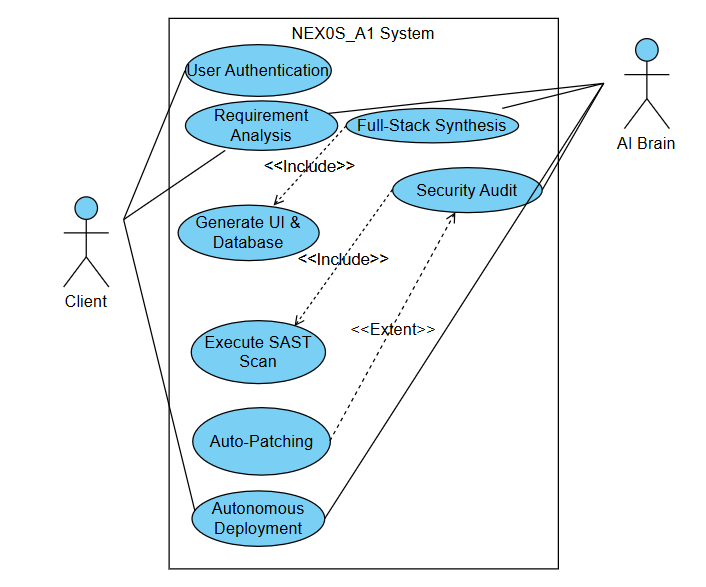 NEX0S_A1 System
User Authentication
Requirement
Analysis
Full-Stack Synthesis
AI Brain
<<Include>>
Security Audit
Generate UI &
Database
<<Include>>
Client
<<Extent>>
Execute SAST
Scan
Auto-Patching
Autonomous
Deployment